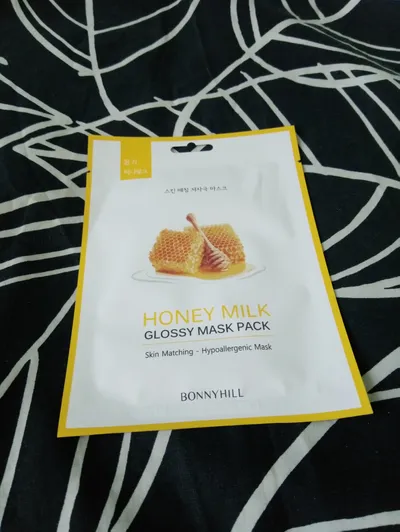 스킨 매칭 저자극 마스크
HONEY MILK
GLOSSY MASK PACK
Skin Matching - Hypoallergenic Mask
BONNYHILL